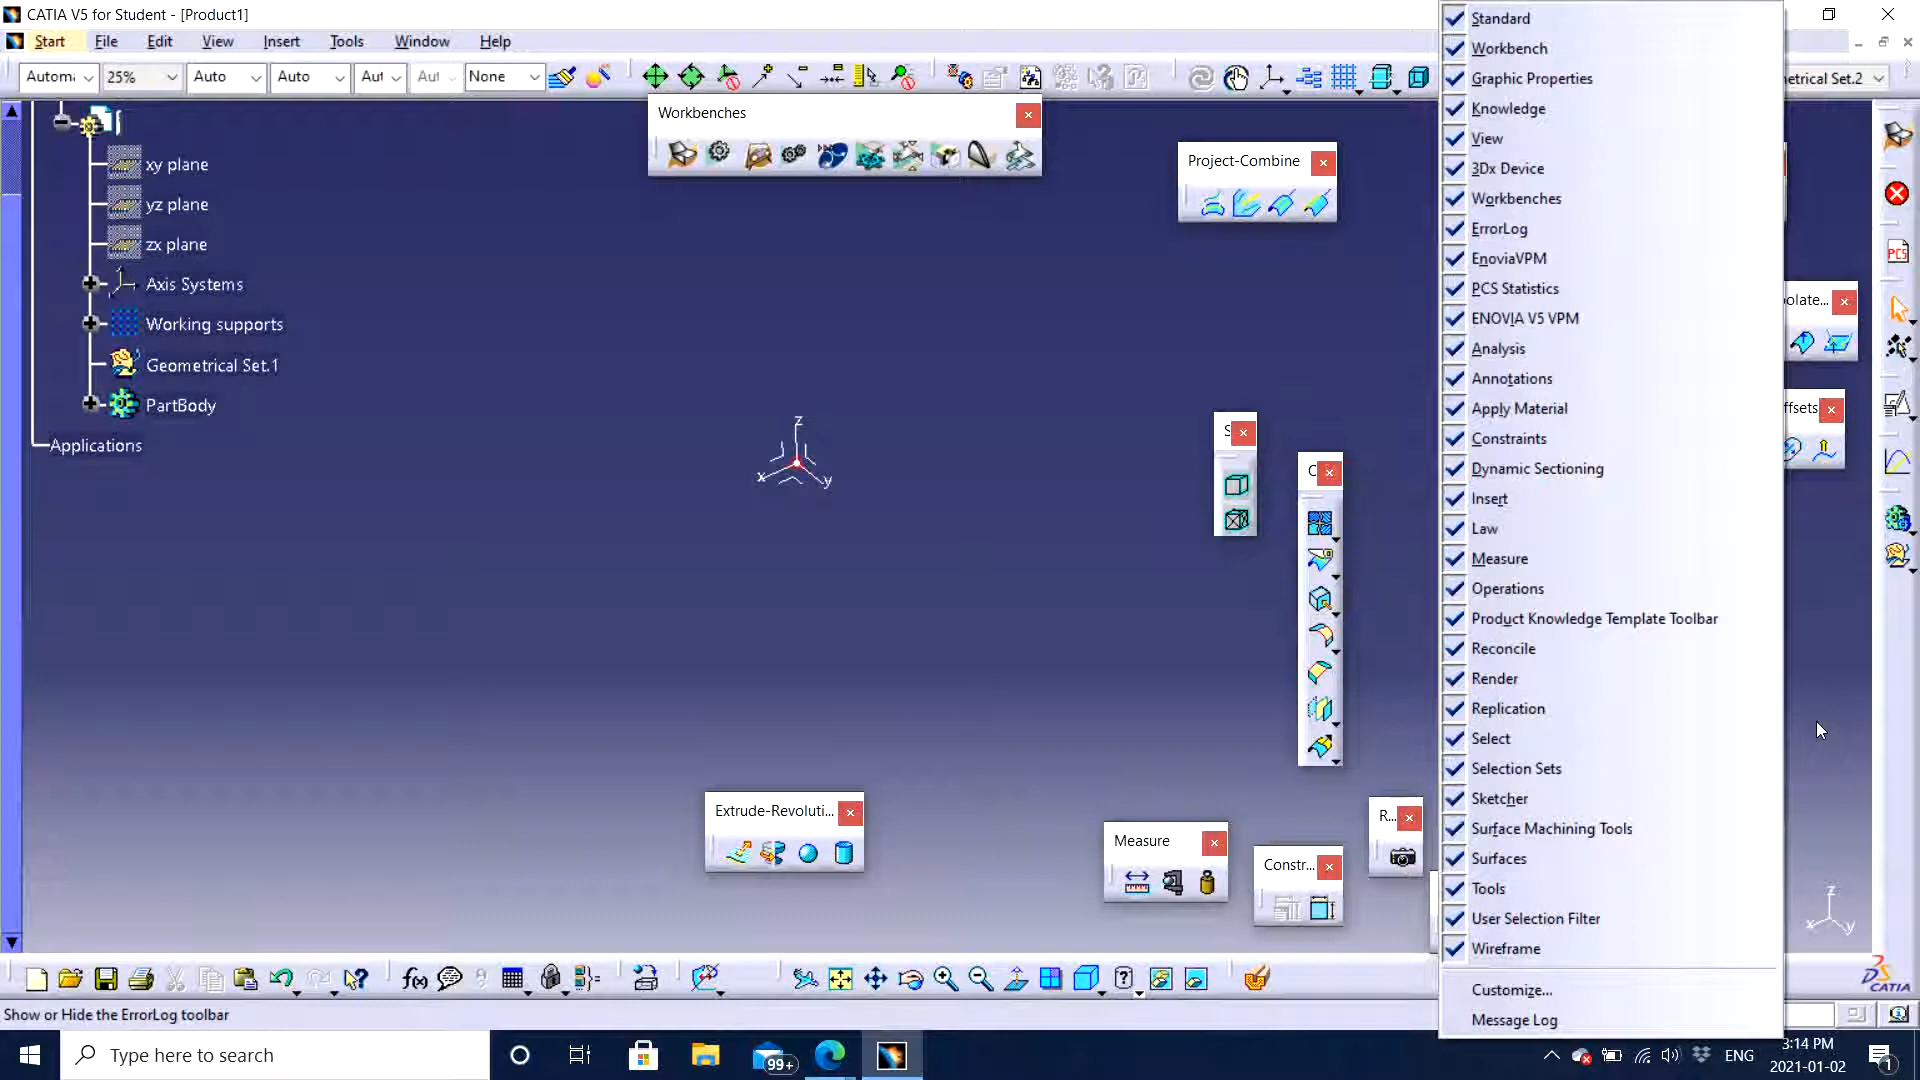 CATIA V5 for Student - [Product1]
Start File Edit View Insert Tools Window Help
Automa 25% Auto Auto Aut Aut None
metrical Set.2
Workbenches
Project-Combine
xy plane
yz plane
zx plane
Axis Systems
Working supports
Geometrical Set.1
PartBody
Applications
z
x
y
Extrude-Revoluti...
Measure
Constr...
R...
S
C
olate...
ffsets
PCS
Standard
Workbench
Graphic Properties
Knowledge
View
3Dx Device
Workbenches
ErrorLog
EnoviaVPM
PCS Statistics
ENOVIA V5 VPM
Analysis
Annotations
Apply Material
Constraints
Dynamic Sectioning
Insert
Law
Measure
Operations
Product Knowledge Template Toolbar
Reconcile
Render
Replication
Select
Selection Sets
Sketcher
Surface Machining Tools
Surfaces
Tools
User Selection Filter
Wireframe
Customize...
Message Log
z
x
y
f(x)
CATIA
Show or Hide the ErrorLog toolbar
Type here to search
99+
ENG
3:14 PM
2021-01-02
1